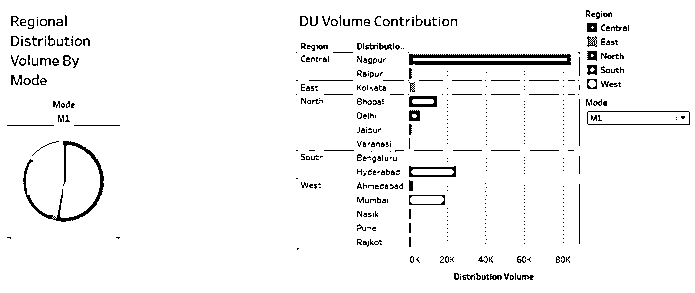 Regional
Distribution
Volume By
Mode
Mode
M1
DU Volume Contribution
Region Distributio..
Central Nagpur
Raipur
East Kolkata
North Bhopal
Delhi
Jaipur
Varanasi
South Bengaluru
Hyderabad
West Ahmedabad
Mumbai
Nasik
Pune
Rajkot
0K 20K 40K 60K 80K
Distribution Volume
Region
Central
East
North
South
West
Mode
M1